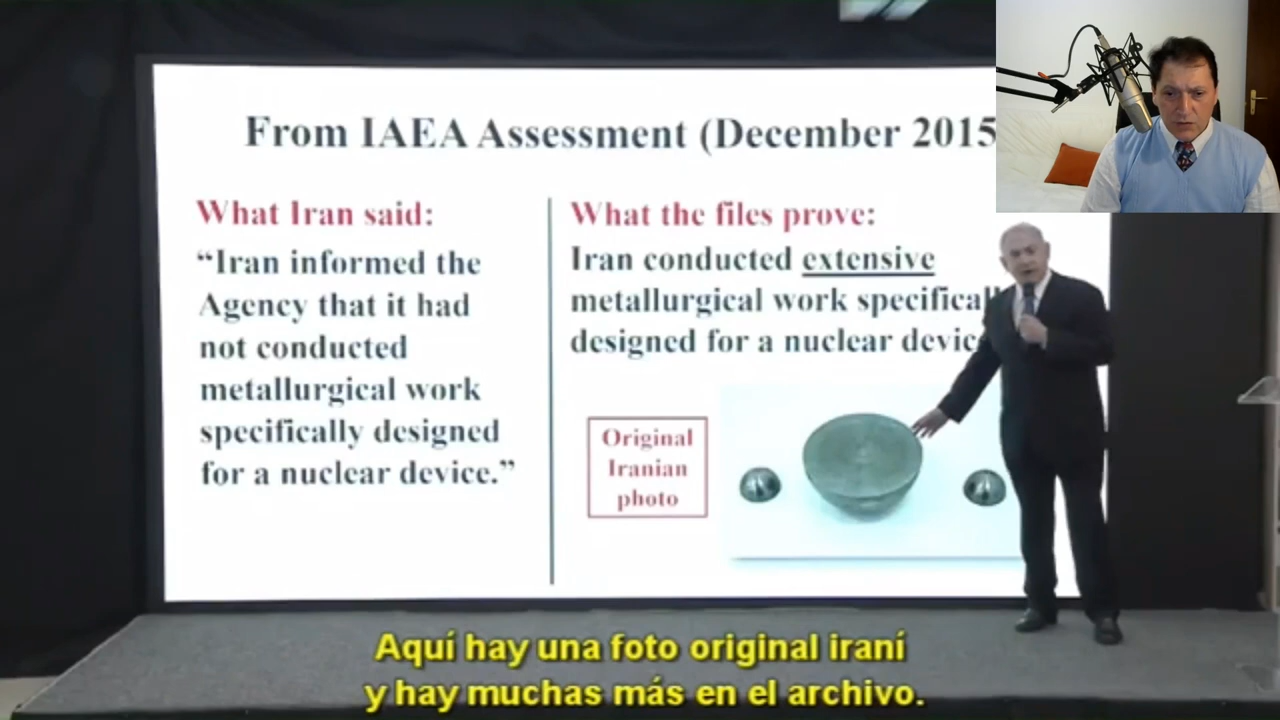 From IAEA Assessment (December 2015
What Iran said:
“Iran informed the
Agency that it had
not conducted
metallurgical work
specifically designed
for a nuclear device.”
What the files prove:
Iran conducted extensive
metallurgical work specificall
designed for a nuclear devic
Original
Iranian
photo
Aquí hay una foto original iraní
y hay muchas más en el archivo.